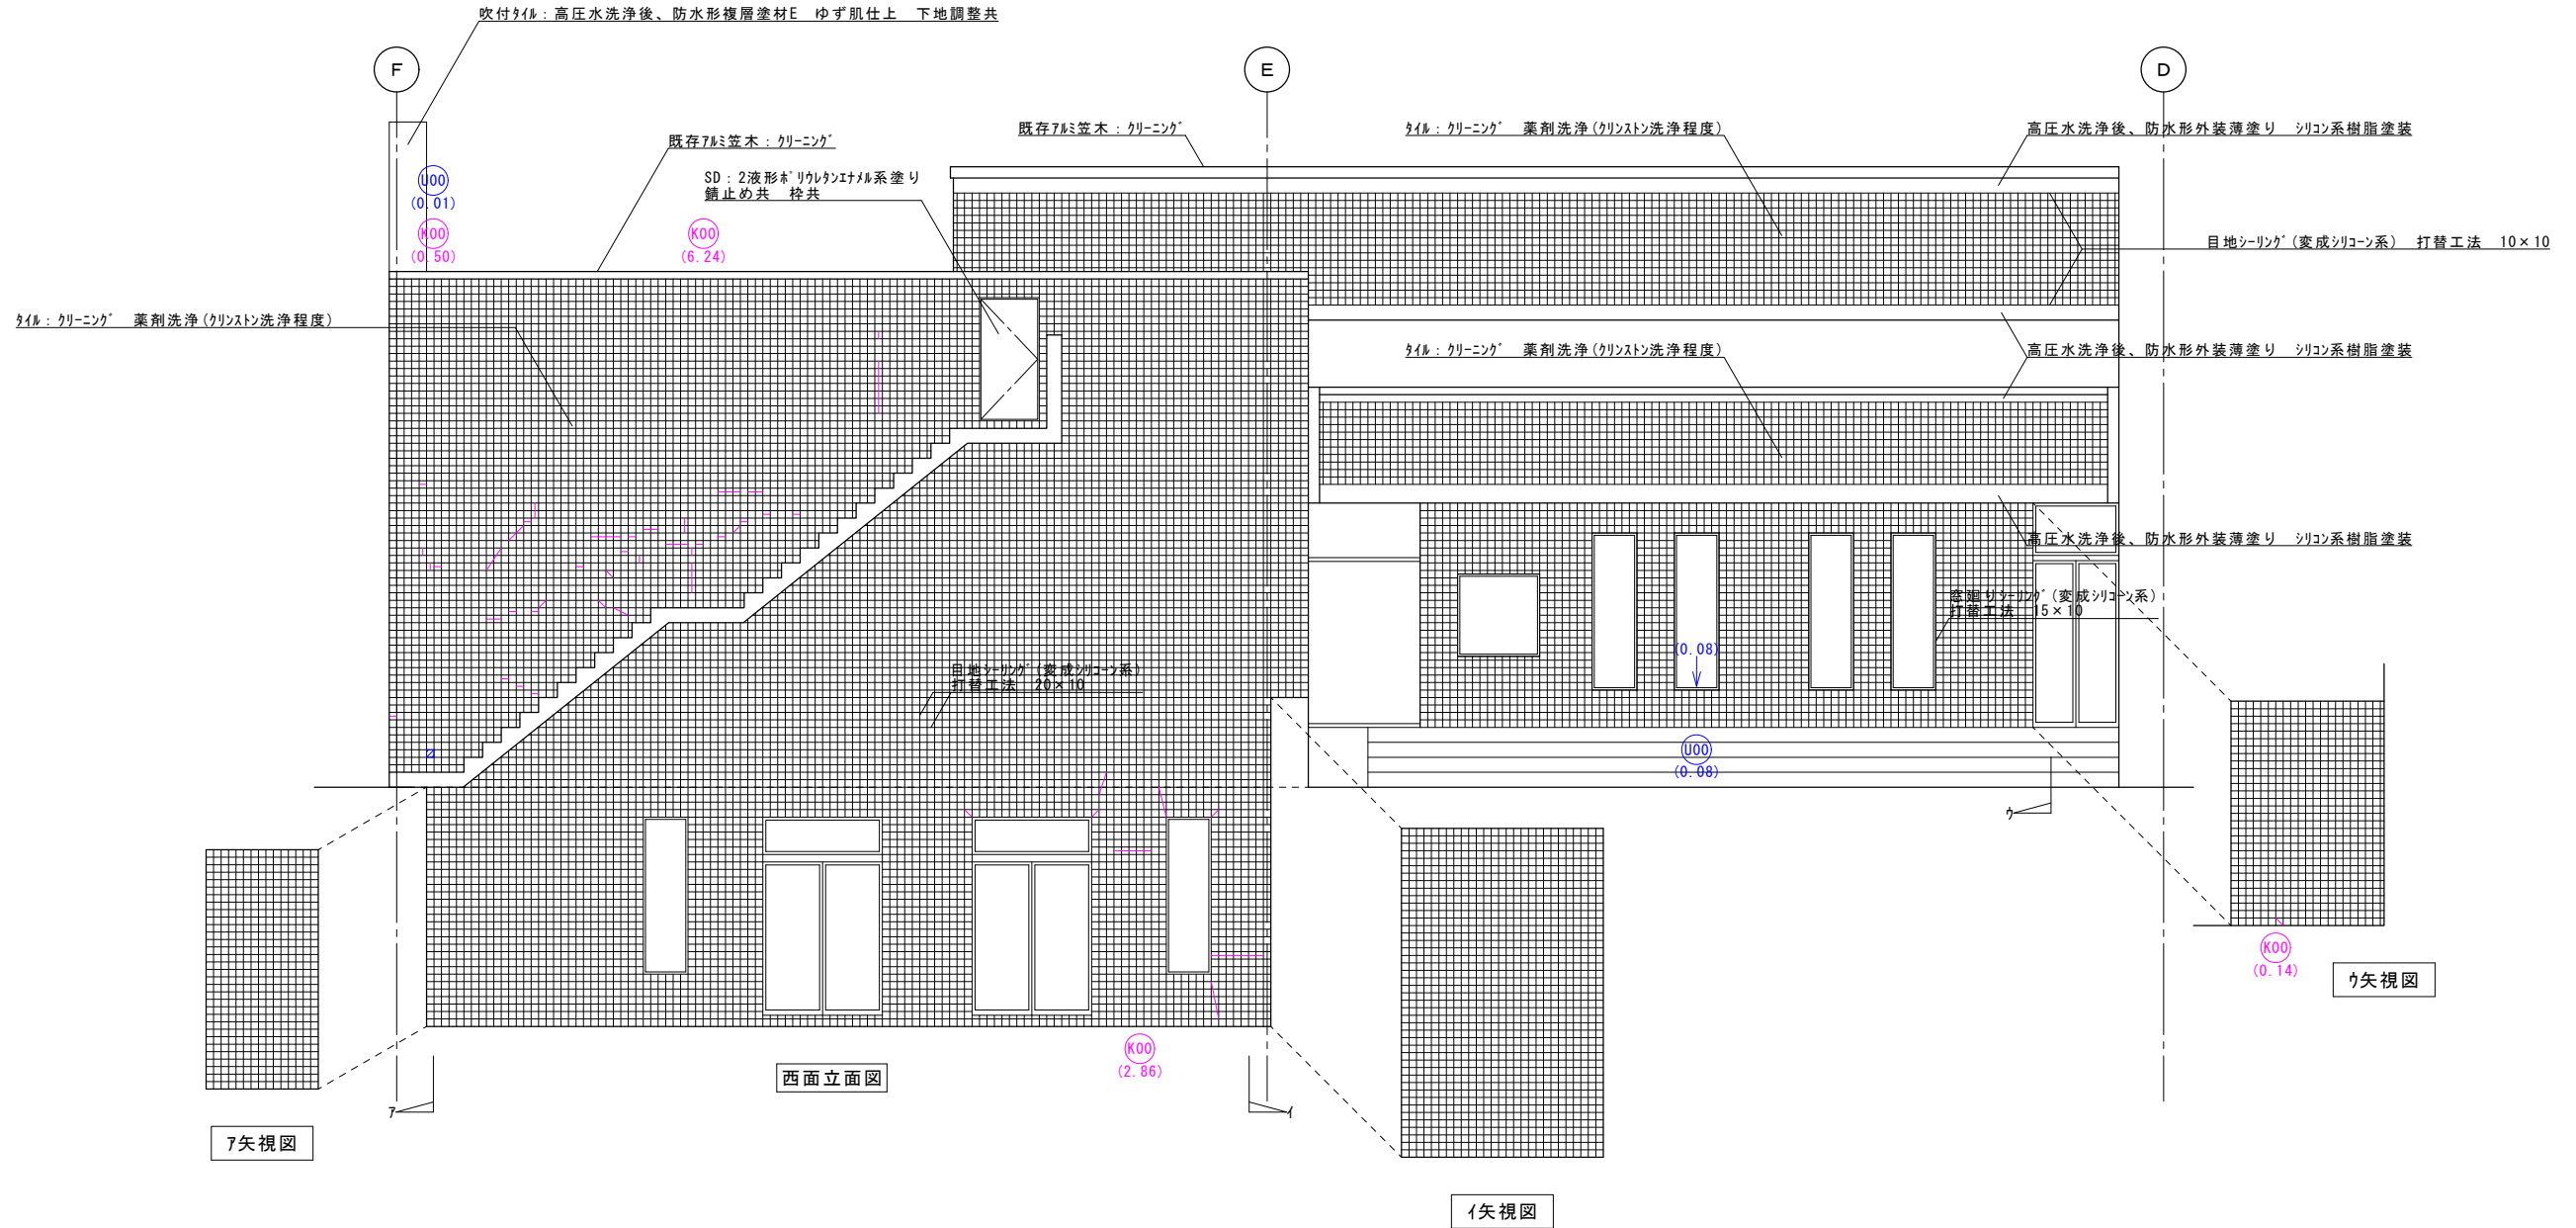 吹付ﾀｲﾙ：高圧水洗浄後、防水形複層塗材E　ゆず肌仕上　下地調整共
F
E
D
既存ｱﾙﾐ笠木：ｸﾘｰﾆﾝｸﾞ
既存ｱﾙﾐ笠木：ｸﾘｰﾆﾝｸﾞ
ﾀｲﾙ：ｸﾘｰﾆﾝｸﾞ　薬剤洗浄(ｸﾘﾝｽﾄﾝ洗浄程度)
高圧水洗浄後、防水形外装薄塗り　ｼﾘｺﾝ系樹脂塗装
SD：2液形ﾎﾟﾘｳﾚﾀﾝｴﾅﾒﾙ系塗り
錆止め共　枠共
U00
(0.01)
K00
(0.50)
K00
(6.24)
目地ｼｰﾘﾝｸﾞ(変成ｼﾘｺｰﾝ系)　打替工法　10×10
ﾀｲﾙ：ｸﾘｰﾆﾝｸﾞ　薬剤洗浄(ｸﾘﾝｽﾄﾝ洗浄程度)
ﾀｲﾙ：ｸﾘｰﾆﾝｸﾞ　薬剤洗浄(ｸﾘﾝｽﾄﾝ洗浄程度)
高圧水洗浄後、防水形外装薄塗り　ｼﾘｺﾝ系樹脂塗装
高圧水洗浄後、防水形外装薄塗り　ｼﾘｺﾝ系樹脂塗装
窓廻りｼｰﾘﾝｸﾞ(変成ｼﾘｺｰﾝ系)
打替工法　15×10
(0.08)
目地ｼｰﾘﾝｸﾞ(変成ｼﾘｺｰﾝ系)
打替工法　20×10
U00
(0.08)
ｳ
K00
(0.14)
ｳ矢視図
K00
(2.86)
西面立面図
ｱ
ｲ
ｱ矢視図
ｲ矢視図